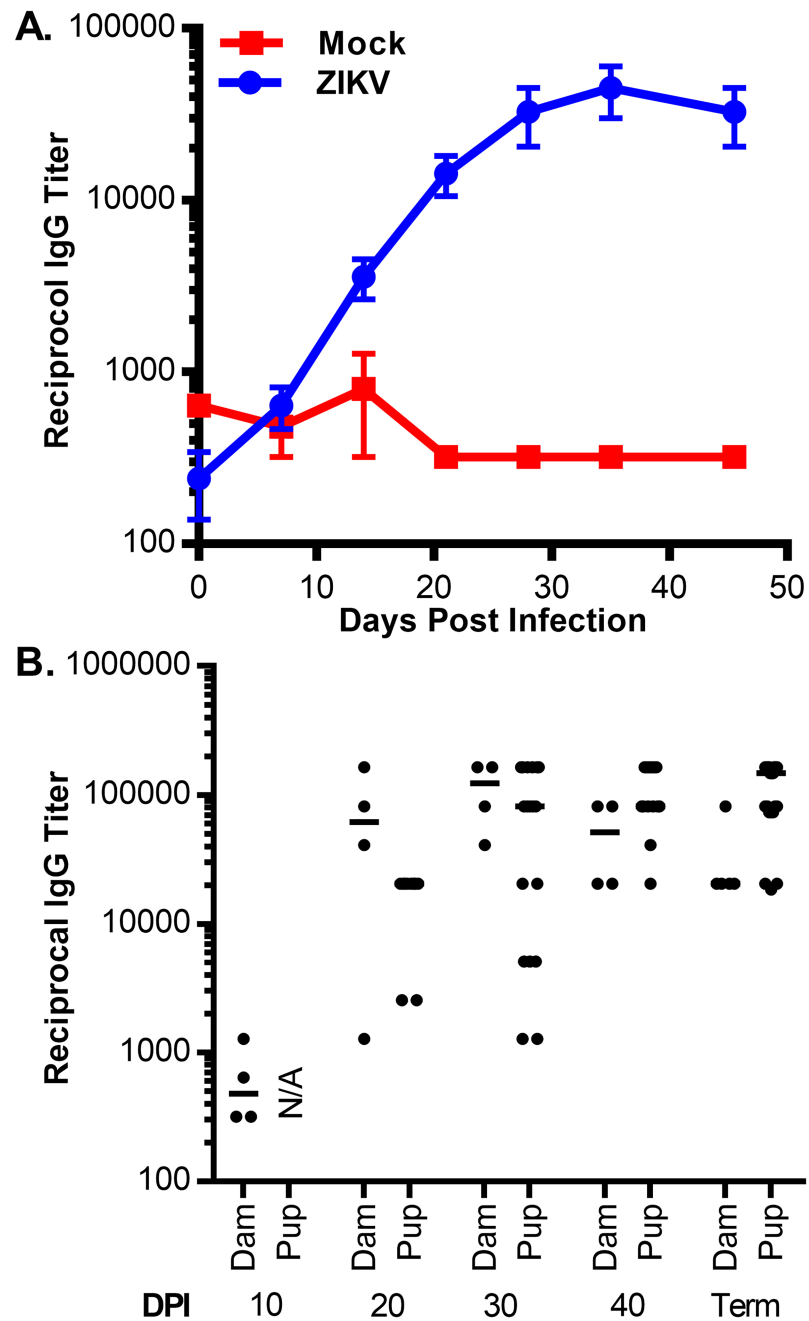 A.
100000
10000
1000
100
Reciprocol IgG Titer
Mock
ZIKV
0 10 20 30 40 50
Days Post Infection
B.
1000000
100000
10000
1000
100
Reciprocal IgG Titer
N/A
Dam Pup Dam Pup Dam Pup Dam Pup Dam Pup
DPI 10 20 30 40 Term